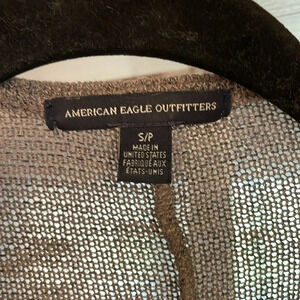 AMERICAN EAGLE OUTFITTERS
S/P
MADE IN
UNITED STATES
FABRIQUÉ AUX
ÉTATS-UNIS